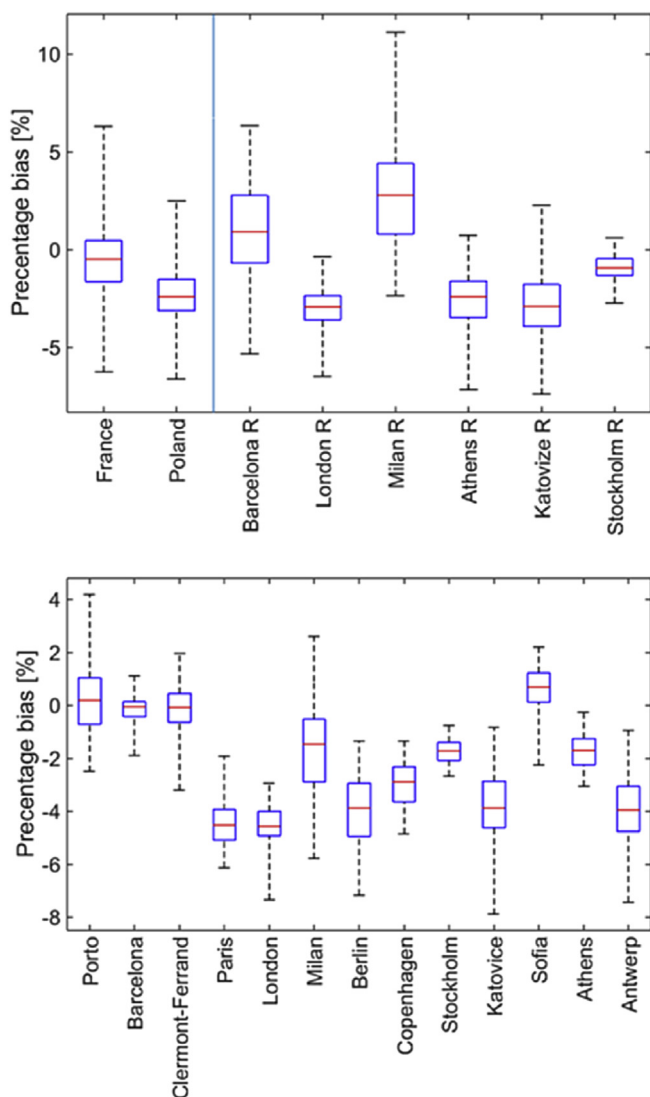 Precentage bias [%]
10
5
0
-5
France
Poland
Barcelona R
London R
Milan R
Athens R
Katovize R
Stockholm R
Precentage bias [%]
4
2
0
-2
-4
-6
-8
Porto
Barcelona
Clermont-Ferrand
Paris
London
Milan
Berlin
Copenhagen
Stockholm
Katovice
Sofia
Athens
Antwerp